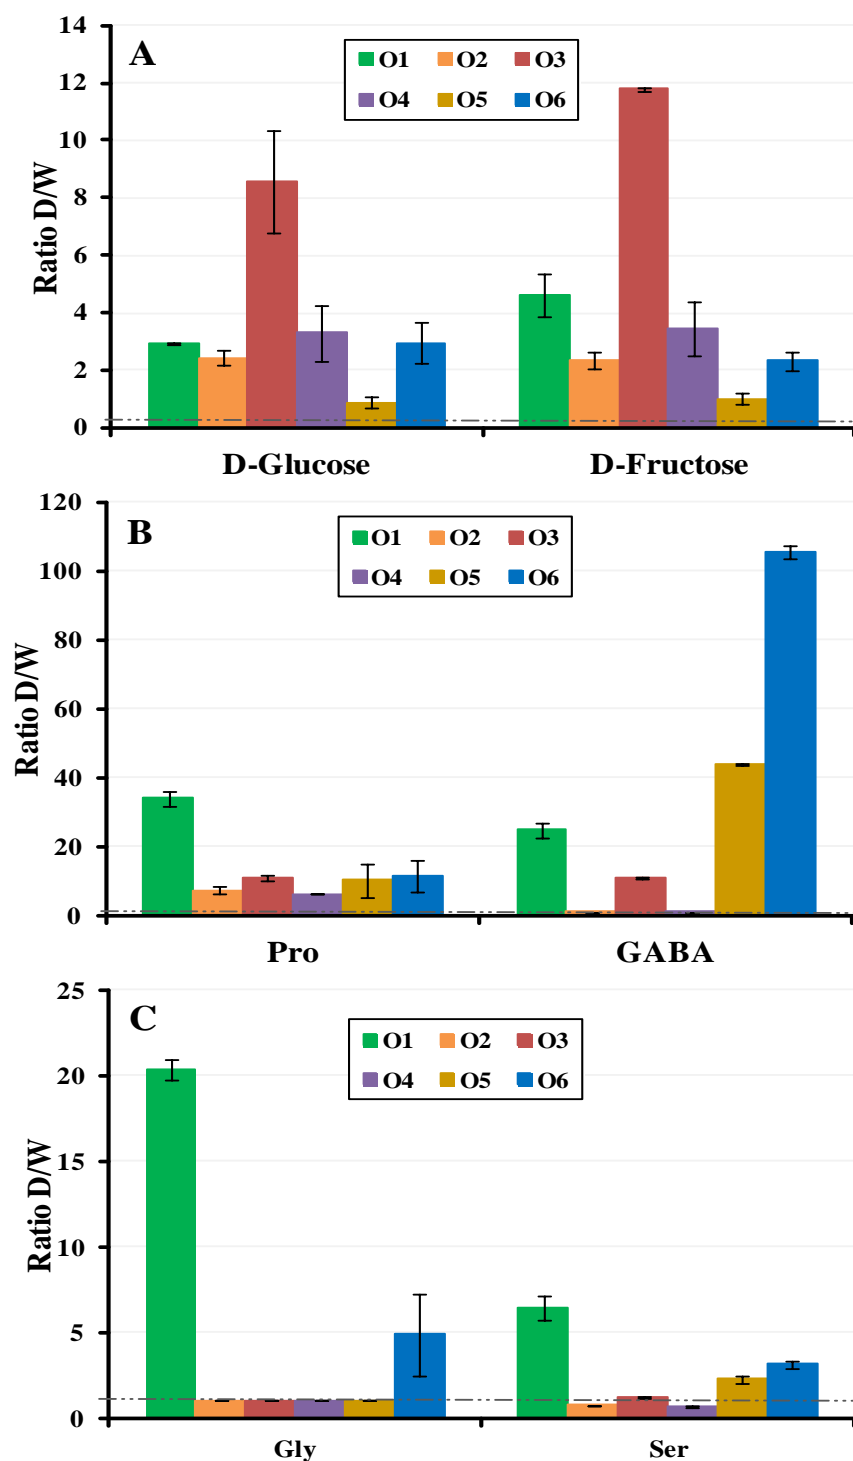 A
O1 O2 O3
O4 O5 O6
Ratio D/W
14
12
10
8
6
4
2
0
D-Glucose D-Fructose
B
O1 O2 O3
O4 O5 O6
Ratio D/W
120
100
80
60
40
20
0
Pro GABA
C
O1 O2 O3
O4 O5 O6
Ratio D/W
25
20
15
10
5
0
Gly Ser